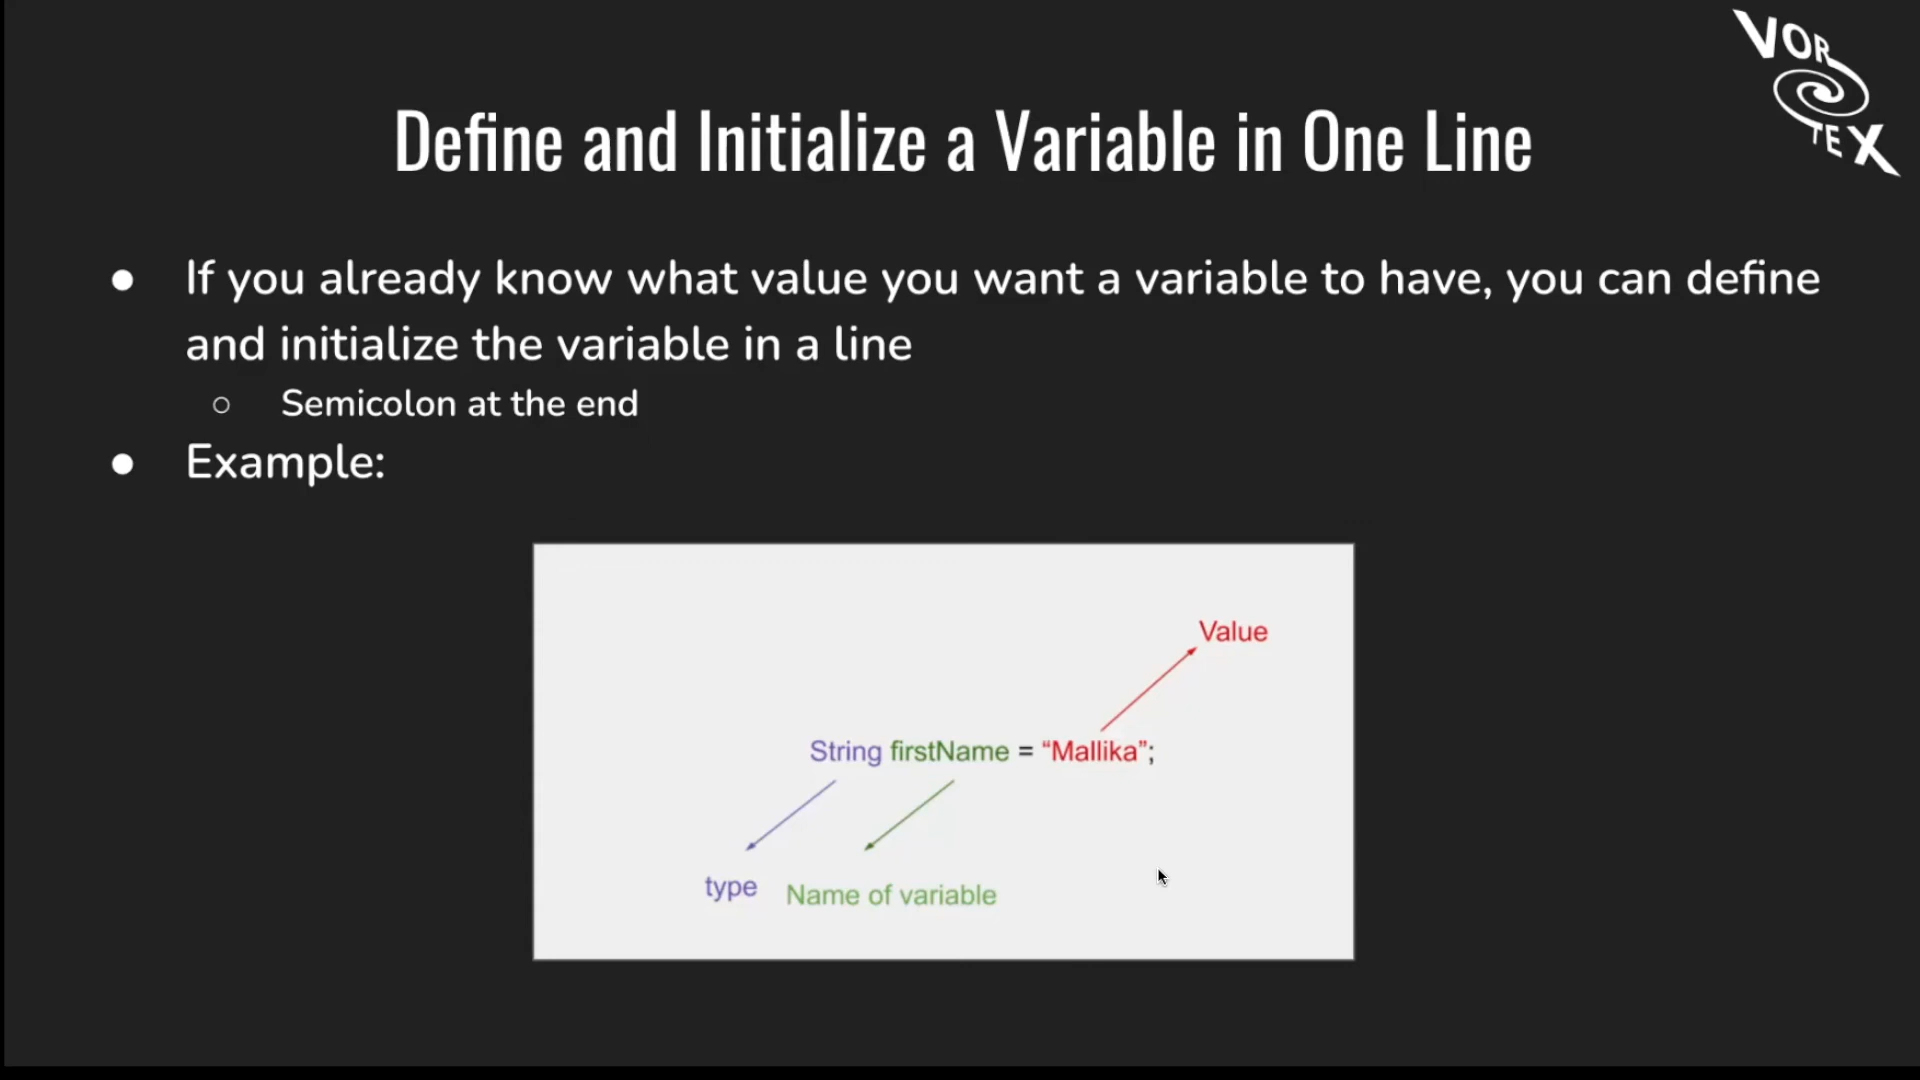 VORTEX
Define and Initialize a Variable in One Line
● If you already know what value you want a variable to have, you can define
and initialize the variable in a line
○ Semicolon at the end
● Example:
Value
String firstName = “Mallika”;
type
Name of variable